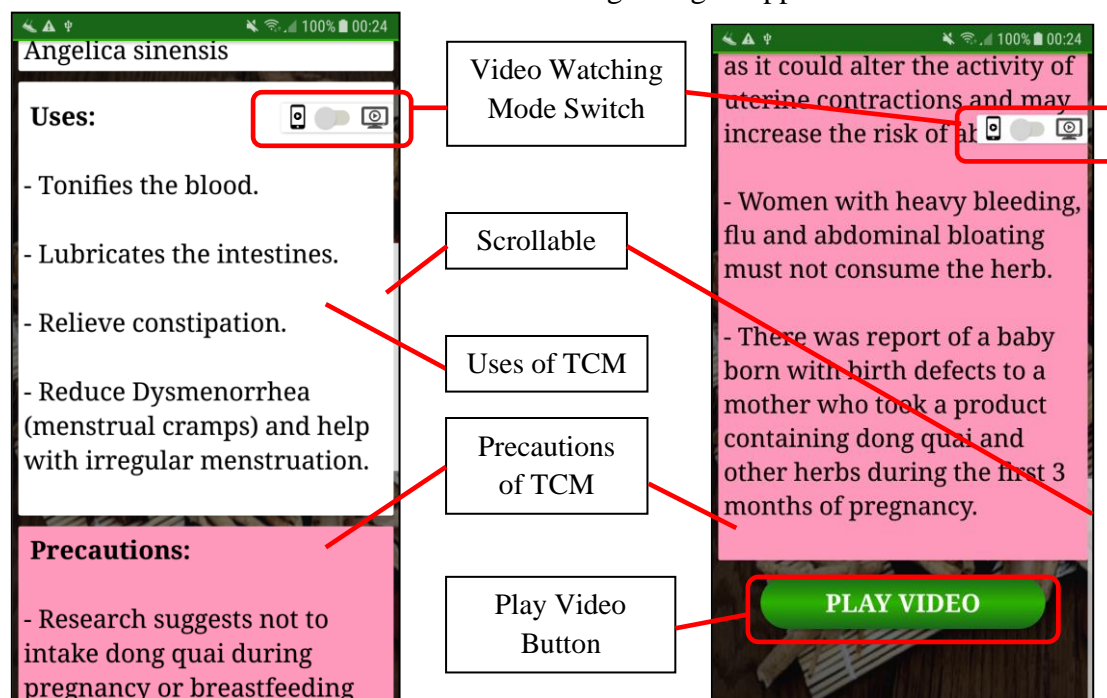 100% 00:24
Angelica sinensis
Uses:
- Tonifies the blood.
- Lubricates the intestines.
- Relieve constipation.
- Reduce Dysmenorrhea
(menstrual cramps) and help
with irregular menstruation.
Precautions:
- Research suggests not to
intake dong quai during
pregnancy or breastfeeding
Video Watching
Mode Switch
Scrollable
Uses of TCM
Precautions
of TCM
Play Video
Button
100% 00:24
as it could alter the activity of
uterine contractions and may
increase the risk of
- Women with heavy bleeding,
flu and abdominal bloating
must not consume the herb.
- There was report of a baby
born with birth defects to a
mother who took a product
containing dong quai and
other herbs during the first 3
months of pregnancy.
PLAY VIDEO